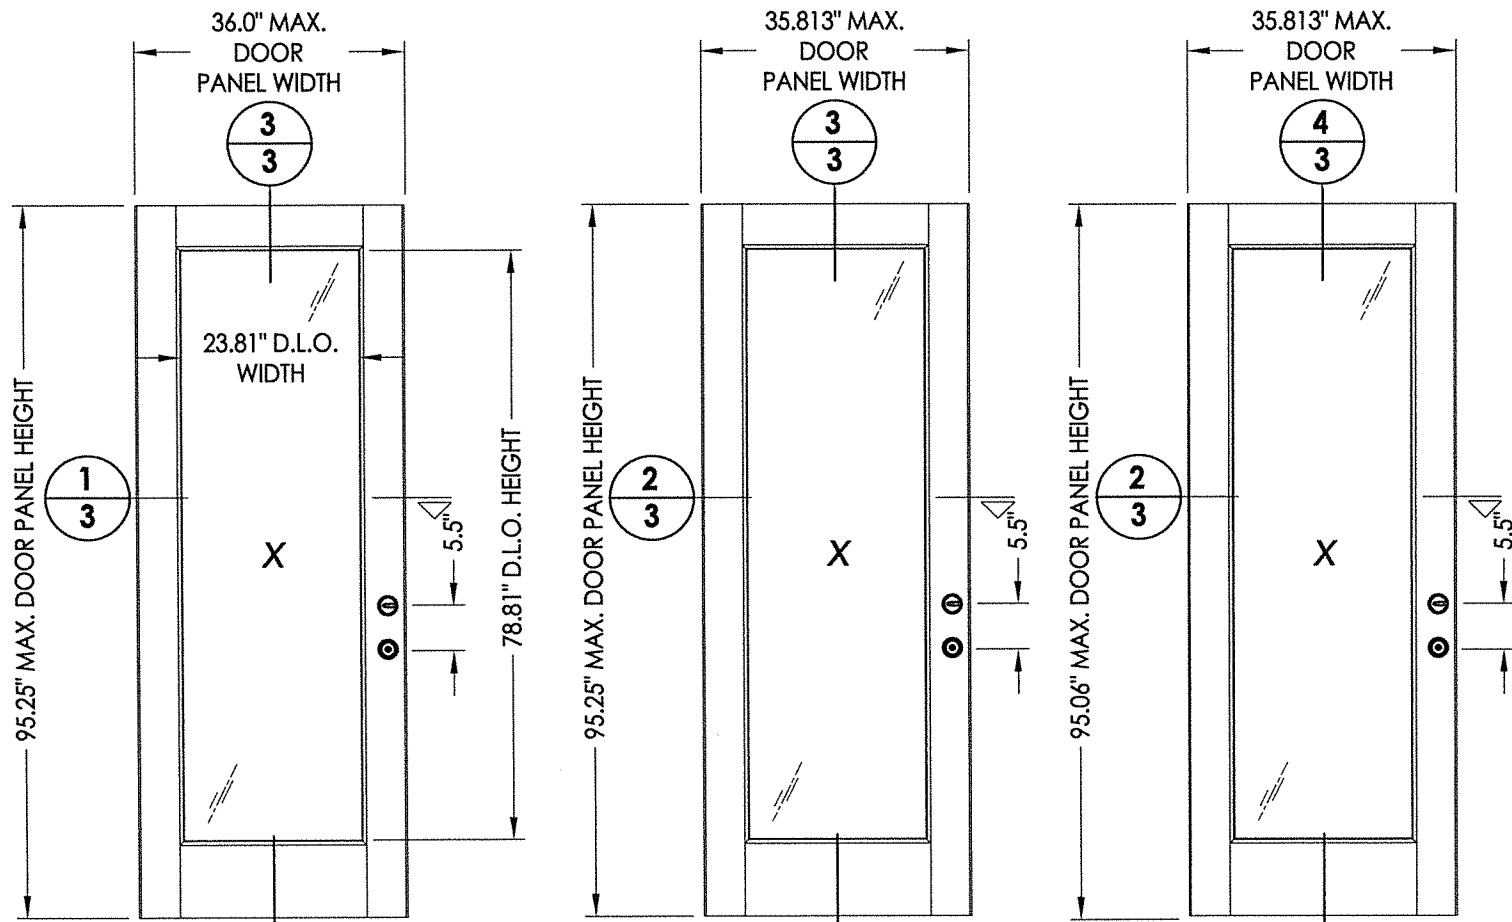 36.0" MAX.
DOOR
PANEL WIDTH
3
3
95.25" MAX. DOOR PANEL HEIGHT
23.81" D.L.O.
WIDTH
1
3
X
5.5"
78.81" D.L.O. HEIGHT
35.813" MAX.
DOOR
PANEL WIDTH
3
3
95.25" MAX. DOOR PANEL HEIGHT
2
3
X
5.5"
35.813" MAX.
DOOR
PANEL WIDTH
4
3
95.06" MAX. DOOR PANEL HEIGHT
2
3
X
5.5"